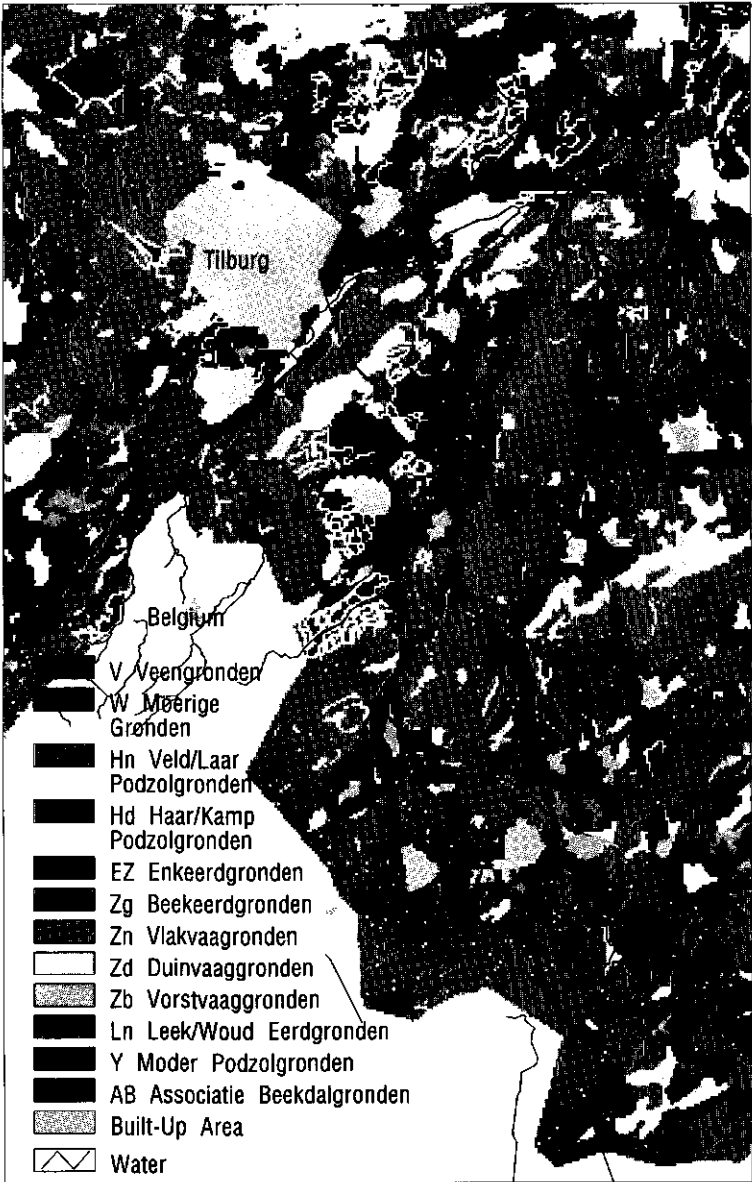 Tilburg
Belgium
V Veengronden
W Moerige
Gronden
Hn Veld/Laar
Podzolgronden
Hd Haar/Kamp
Podzolgronden
EZ Enkeerdgronden
Zg Beekeerdgronden
Zn Vlakvaagronden
Zd Duinvaaggronden
Zb Vorstvaaggronden
Ln Leek/Woud Eerdgronden
Y Moder Podzolgronden
AB Associatie Beekdalgronden
Built-Up Area
Water